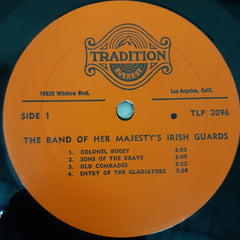 TRADITION
EVEREST
10920 Wilshire Blvd.
Los Angeles, Calif.
SIDE 1
TLP 2096
THE BAND OF HER MAJESTY'S IRISH GUARDS
1. COLONEL BOGEY 3:03
2. SONS OF THE BRAVE 2:49
3. OLD COMRADES 2:52
4. ENTRY OF THE GLADIATORS 3:08